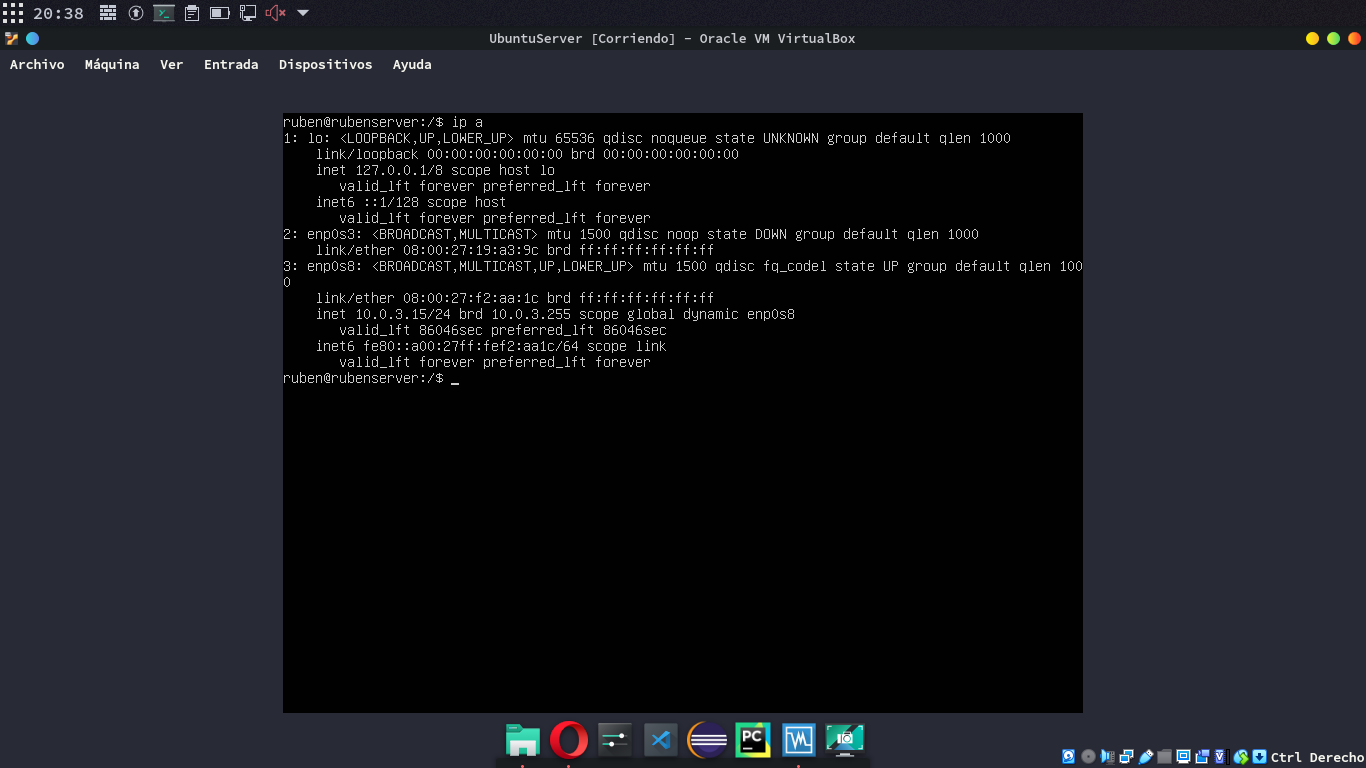 20:38
UbuntuServer [Corriendo] - Oracle VM VirtualBox
Archivo Máquina Ver Entrada Dispositivos Ayuda
ruben@rubenserver:/$ ip a
1: lo: <LOOPBACK,UP,LOWER_UP> mtu 65536 qdisc noqueue state UNKNOWN group default qlen 1000
link/loopback 00:00:00:00:00:00 brd 00:00:00:00:00:00
inet 127.0.0.1/8 scope host lo
valid_lft forever preferred_lft forever
inet6 ::1/128 scope host
valid_lft forever preferred_lft forever
2: enp0s3: <BROADCAST,MULTICAST> mtu 1500 qdisc noop state DOWN group default qlen 1000
link/ether 08:00:27:19:a3:9c brd ff:ff:ff:ff:ff:ff
3: enp0s8: <BROADCAST,MULTICAST,UP,LOWER_UP> mtu 1500 qdisc fq_codel state UP group default qlen 100
0
link/ether 08:00:27:f2:aa:1c brd ff:ff:ff:ff:ff:ff
inet 10.0.3.15/24 brd 10.0.3.255 scope global dynamic enp0s8
valid_lft 86046sec preferred_lft 86046sec
inet6 fe80::a00:27ff:fef2:aa1c/64 scope link
valid_lft forever preferred_lft forever
ruben@rubenserver:/$ _
PC
Ctrl Derecho